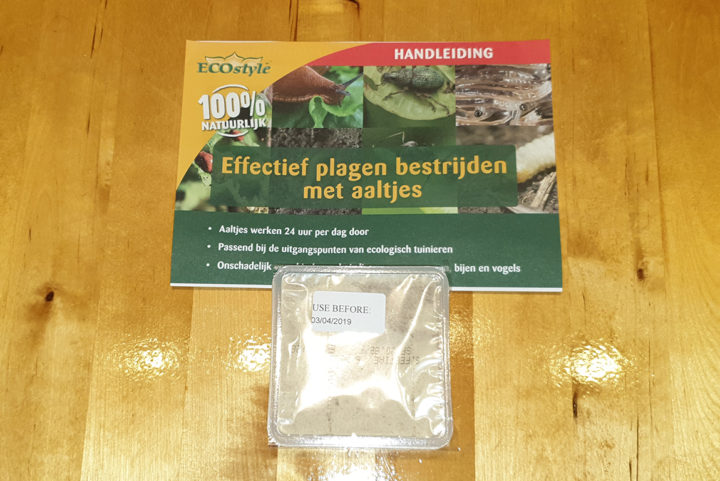 HANDLEIDING
ECOstyle
100%
NATUURLIJK
Effectief plagen bestrijden
met aaltjes
• Aaltjes werken 24 uur per dag door
• Passend bij de uitgangspunten van ecologisch tuinieren
• Onschadelijk bijen en vogels
USE BEFORE:
03/04/2019